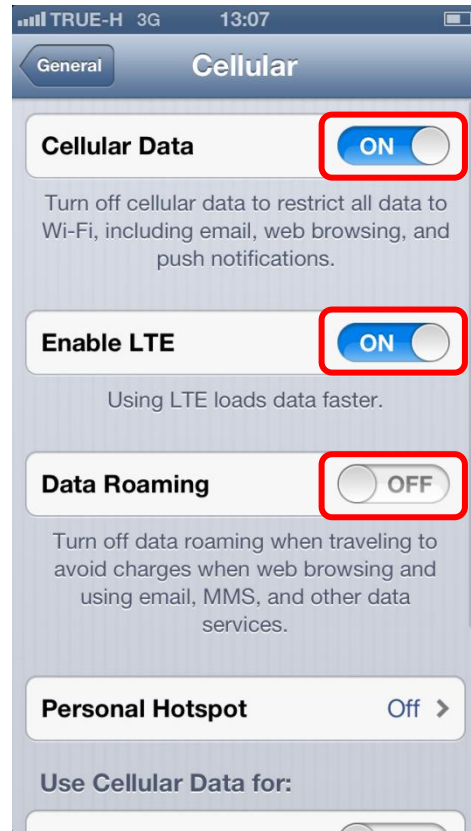 TRUE-H 3G 13:07
General Cellular
Cellular Data ON
Turn off cellular data to restrict all data to
Wi-Fi, including email, web browsing, and
push notifications.
Enable LTE ON
Using LTE loads data faster.
Data Roaming OFF
Turn off data roaming when traveling to
avoid charges when web browsing and
using email, MMS, and other data
services.
Personal Hotspot Off
Use Cellular Data for: